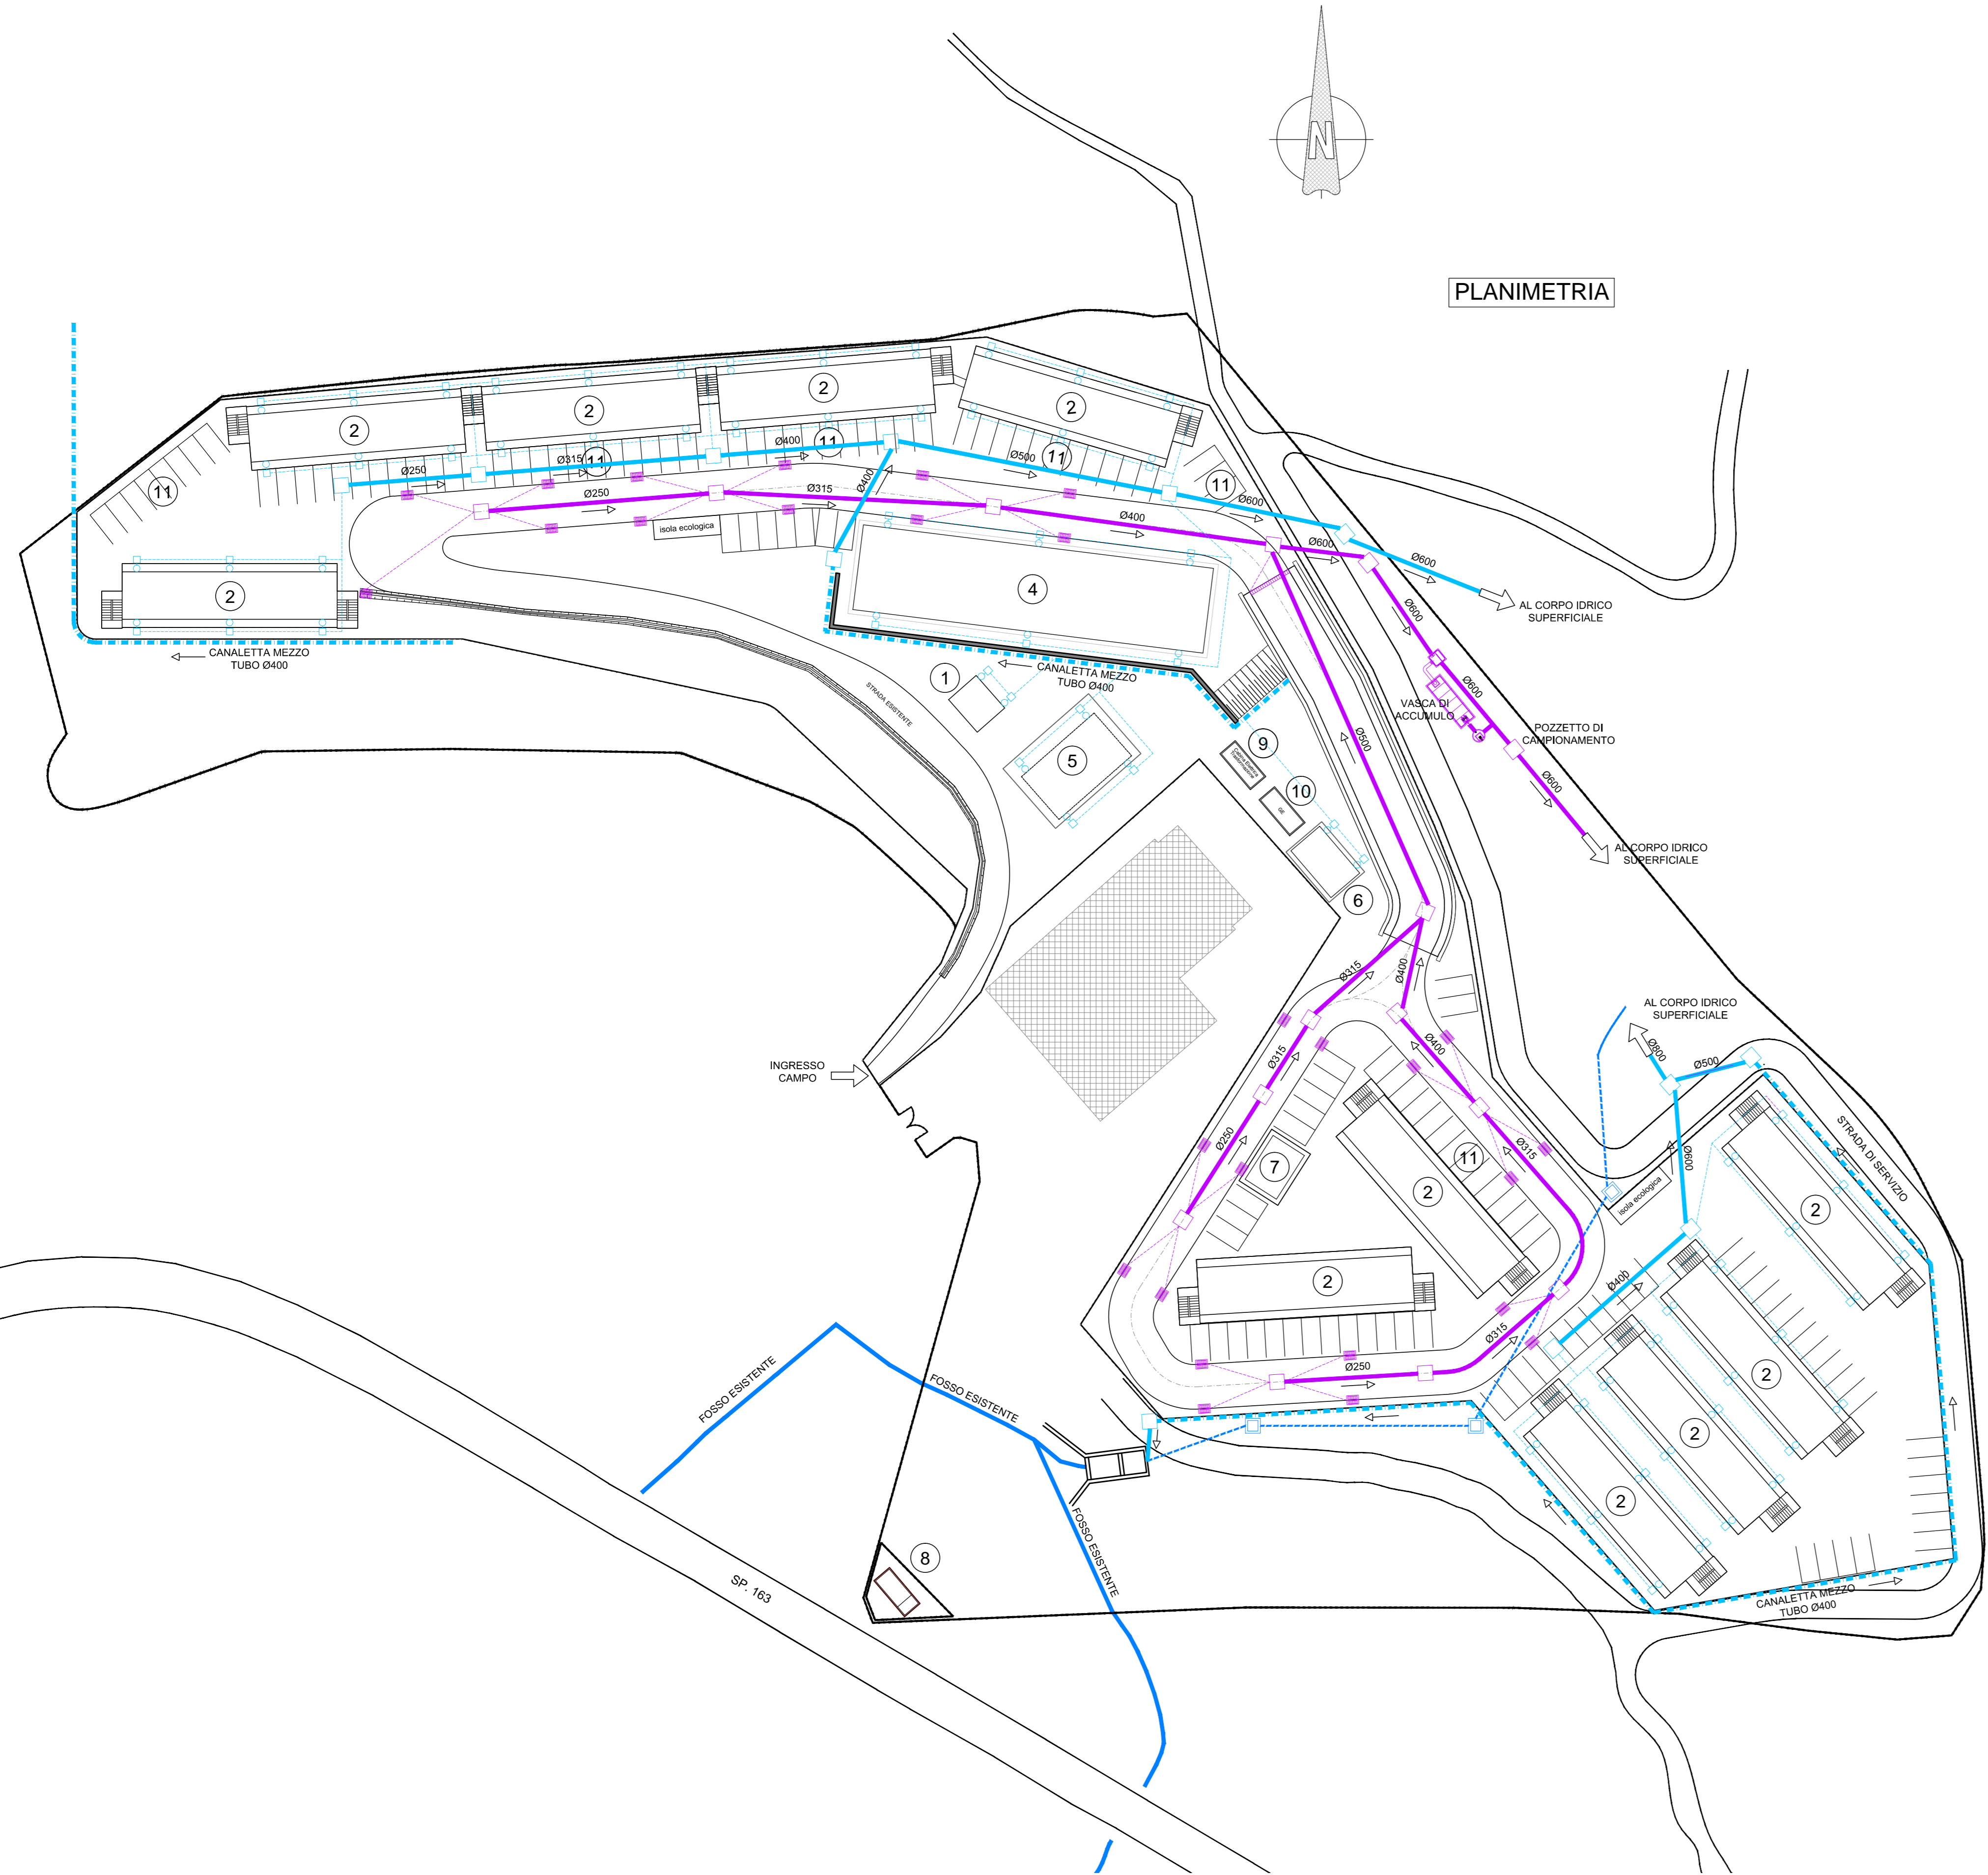 N
PLANIMETRIA
2
2
2
2
11
11
11
11
11
Ø250
Ø315
Ø400
Ø500
Ø600
Ø400
Ø250
Ø315
Ø400
Ø600
Ø600
AL CORPO IDRICO
SUPERFICIALE
isola ecologica
2
4
CANALETTA MEZZO
TUBO Ø400
STRADA ESISTENTE
CANALETTA MEZZO
TUBO Ø400
1
5
Ø600
Ø600
VASCA DI
ACCUMULO
POZZETTO DI
CAMPIONAMENTO
Ø600
AL CORPO IDRICO
SUPERFICIALE
9
Cabina Elettrica
Trasformazione
10
GE
6
Ø500
Ø315
Ø400
INGRESSO
CAMPO
AL CORPO IDRICO
SUPERFICIALE
Ø800
Ø500
Ø315
Ø400
Ø250
7
11
Ø315
2
2
Ø600
isola ecologica
STRADA DI SERVIZIO
2
Ø400
2
2
2
Ø315
Ø250
FOSSO ESISTENTE
FOSSO ESISTENTE
FOSSO ESISTENTE
8
SP. 163
CANALETTA MEZZO
TUBO Ø400